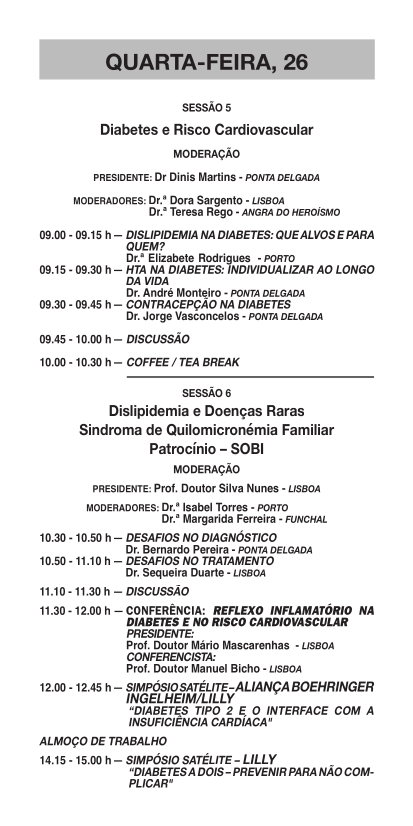 QUARTA-FEIRA, 26
SESSÃO 5
Diabetes e Risco Cardiovascular
MODERAÇÃO
PRESIDENTE: Dr Dinis Martins - PONTA DELGADA
MODERADORES: Dr.ª Dora Sargento - LISBOA
Dr.ª Teresa Rego - ANGRA DO HEROÍSMO
09.00 - 09.15 h — DISLIPIDEMIA NA DIABETES: QUE ALVOS E PARA
QUEM?
Dr.ª Elizabete Rodrigues - PORTO
09.15 - 09.30 h — HTA NA DIABETES: INDIVIDUALIZAR AO LONGO
DA VIDA
Dr. André Monteiro - PONTA DELGADA
09.30 - 09.45 h — CONTRACEPÇÃO NA DIABETES
Dr. Jorge Vasconcelos - PONTA DELGADA
09.45 - 10.00 h — DISCUSSÃO
10.00 - 10.30 h — COFFEE / TEA BREAK
SESSÃO 6
Dislipidemia e Doenças Raras
Sindroma de Quilomicronémia Familiar
Patrocínio – SOBI
MODERAÇÃO
PRESIDENTE: Prof. Doutor Silva Nunes - LISBOA
MODERADORES: Dr.ª Isabel Torres - PORTO
Dr.ª Margarida Ferreira - FUNCHAL
10.30 - 10.50 h — DESAFIOS NO DIAGNÓSTICO
Dr. Bernardo Pereira - PONTA DELGADA
10.50 - 11.10 h — DESAFIOS NO TRATAMENTO
Dr. Sequeira Duarte - LISBOA
11.10 - 11.30 h — DISCUSSÃO
11.30 - 12.00 h — CONFERÊNCIA: REFLEXO INFLAMATÓRIO NA
DIABETES E NO RISCO CARDIOVASCULAR
PRESIDENTE:
Prof. Doutor Mário Mascarenhas - LISBOA
CONFERENCISTA:
Prof. Doutor Manuel Bicho - LISBOA
12.00 - 12.45 h — SIMPÓSIO SATÉLITE – ALIANÇA BOEHRINGER
INGELHEIM/LILLY
"DIABETES TIPO 2 E O INTERFACE COM A
INSUFICIÊNCIA CARDÍACA"
ALMOÇO DE TRABALHO
14.15 - 15.00 h — SIMPÓSIO SATÉLITE – LILLY
"DIABETES A DOIS – PREVENIR PARA NÃO COM-
PLICAR"